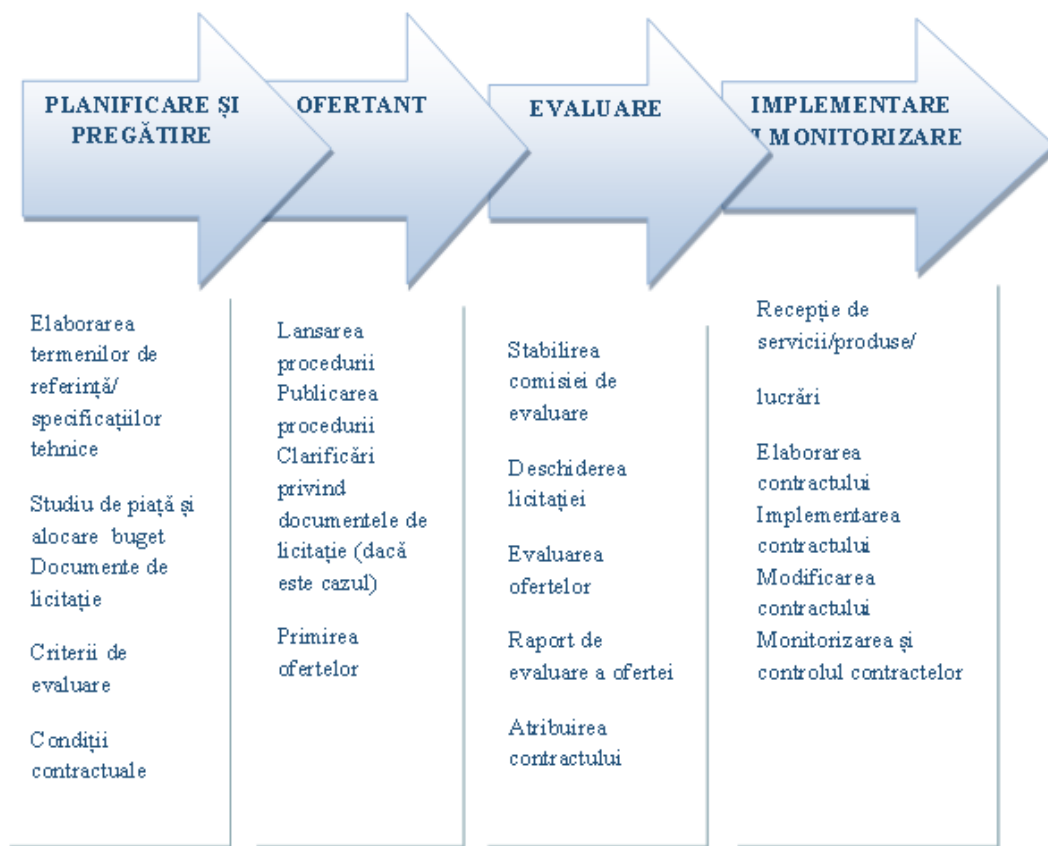 PLANIFICARE ȘI
PREGĂTIRE
Elaborarea
termenilor de
referință/
specificațiilor
tehnice
Studiu de piață și
alocare buget
Documente de
licitație
Criterii de
evaluare
Condiții
contractuale
OFERTANT
Lansarea
procedurii
Publicarea
procedurii
Clarificări
privind
documentele de
licitație (dacă
este cazul)
Primirea
ofertelor
EVALUARE
Stabilirea
comisiei de
evaluare
Deschiderea
licitației
Evaluarea
ofertelor
Raport de
evaluare a ofertei
Atribuirea
contractului
IMPLEMENTARE
MONITORIZARE
Recepție de
servicii/produse/
lucrări
Elaborarea
contractului
Implementarea
contractului
Modificarea
contractului
Monitorizarea și
controlul contractelor